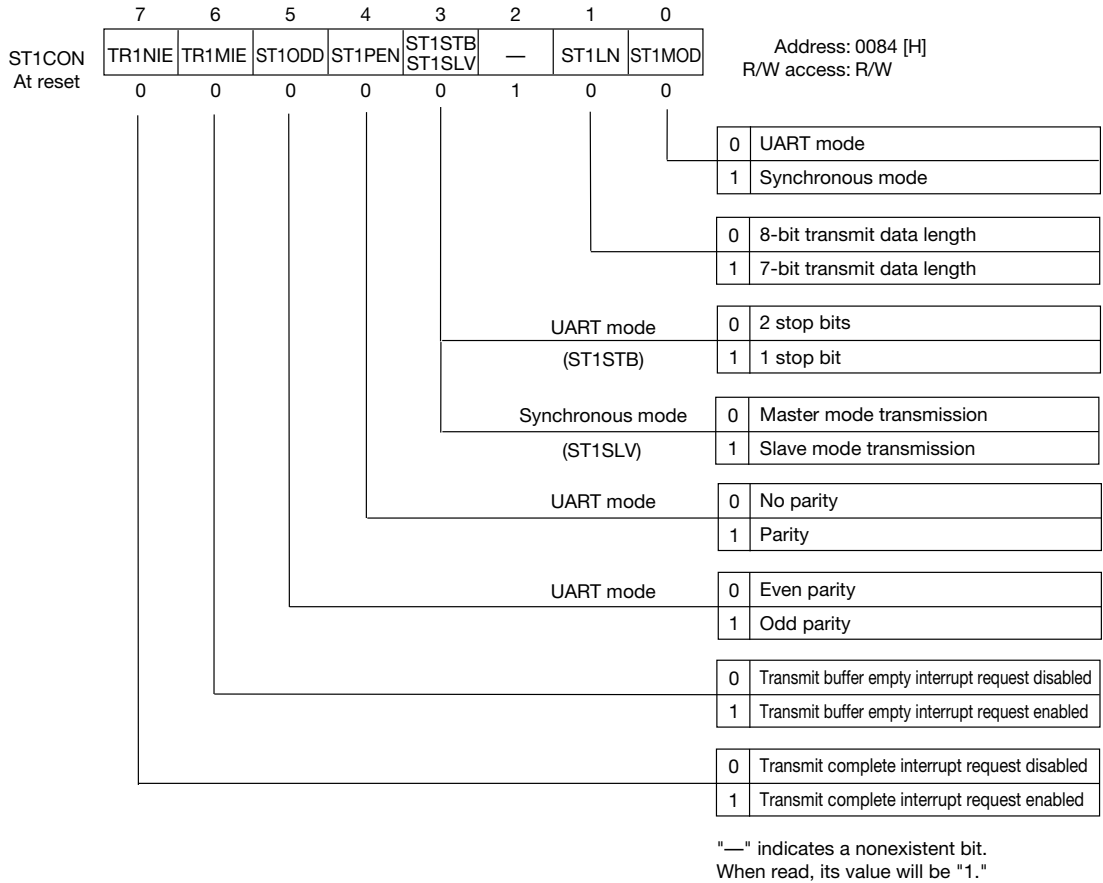 7 6 5 4 3 2 1 0
ST1CON TR1NIE TR1MIE ST1ODD ST1PEN ST1STB ST1SLV — ST1LN ST1MOD
At reset 0 0 0 0 0 1 0 0
Address: 0084 [H]
R/W access: R/W
0 UART mode
1 Synchronous mode
0 8-bit transmit data length
1 7-bit transmit data length
UART mode
(ST1STB)
0 2 stop bits
1 1 stop bit
Synchronous mode
(ST1SLV)
0 Master mode transmission
1 Slave mode transmission
UART mode
0 No parity
1 Parity
UART mode
0 Even parity
1 Odd parity
0 Transmit buffer empty interrupt request disabled
1 Transmit buffer empty interrupt request enabled
0 Transmit complete interrupt request disabled
1 Transmit complete interrupt request enabled
"—" indicates a nonexistent bit.
When read, its value will be "1."